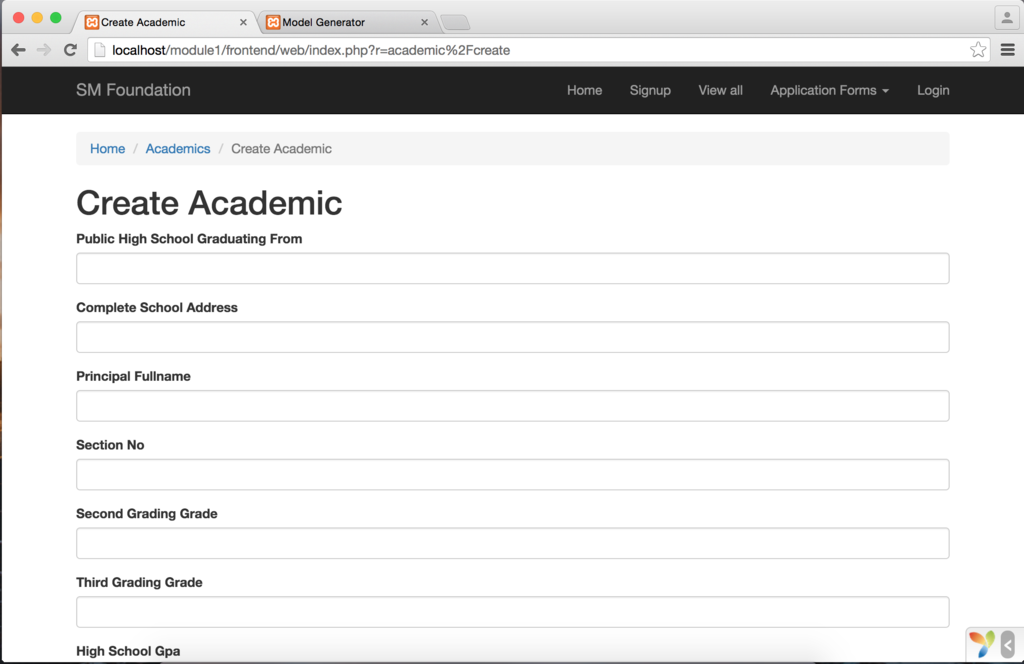 Create Academic
Model Generator
localhost/module1/frontend/web/index.php?r=academic%2Fcreate
SM Foundation Home Signup View all Application Forms Login
Home / Academics / Create Academic
Create Academic
Public High School Graduating From
Complete School Address
Principal Fullname
Section No
Second Grading Grade
Third Grading Grade
High School Gpa